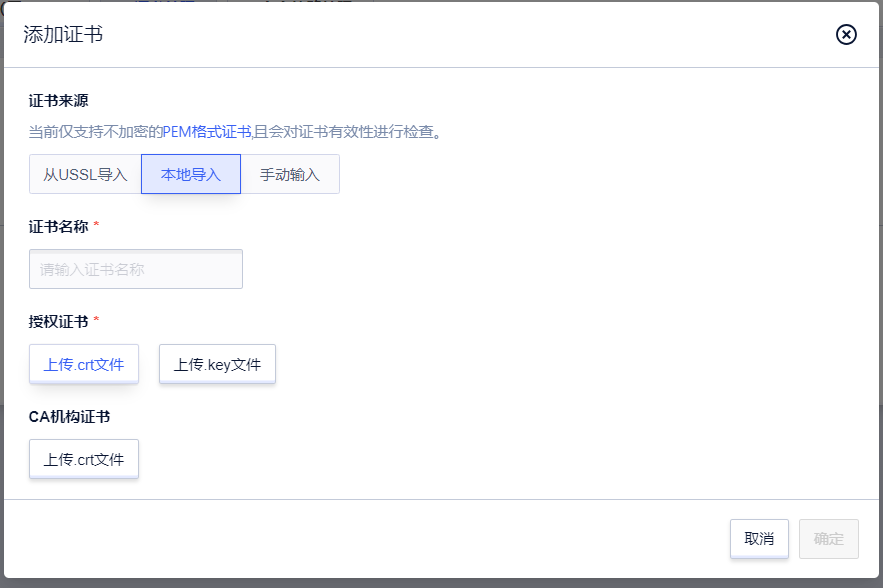 添加证书
证书来源
当前仅支持不加密的PEM格式证书,且会对证书有效性进行检查。
从USSL导入 本地导入 手动输入
证书名称 *
请输入证书名称
授权证书 *
上传.crt文件 上传.key文件
CA机构证书
上传.crt文件
取消 确定